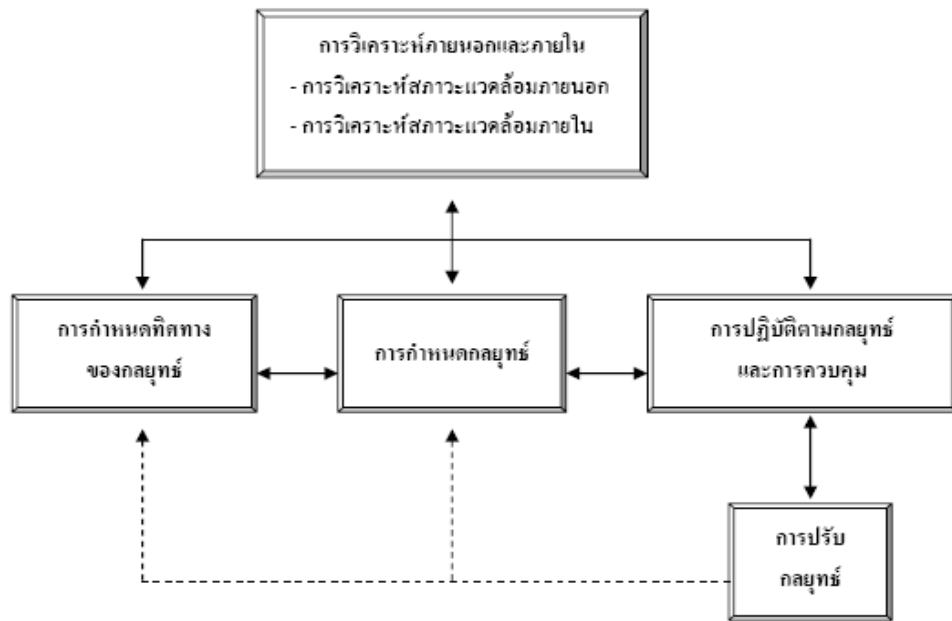 การวิเคราะห์ภายนอกและภายใน
- การวิเคราะห์สภาวะแวดล้อมภายนอก
- การวิเคราะห์สภาวะแวดล้อมภายใน
การกำหนดทิศทาง
ของกลยุทธ์
การกำหนดกลยุทธ์
การปฏิบัติตามกลยุทธ์
และการควบคุม
การปรับ
กลยุทธ์